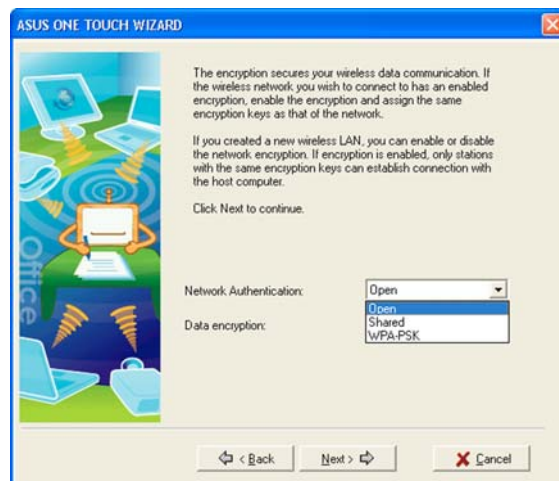 ASUS ONE TOUCH WIZARD
The encryption secures your wireless data communication. If
the wireless network you wish to connect to has an enabled
encryption, enable the encryption and assign the same
encryption keys as that of the network.
If you created a new wireless LAN, you can enable or disable
the network encryption. If encryption is enabled, only stations
with the same encryption keys can establish connection with
the host computer.
Click Next to continue.
Office
Network Authentication:
Open
Open
Shared
WPA-PSK
Data encryption:
< Back
Next >
Cancel